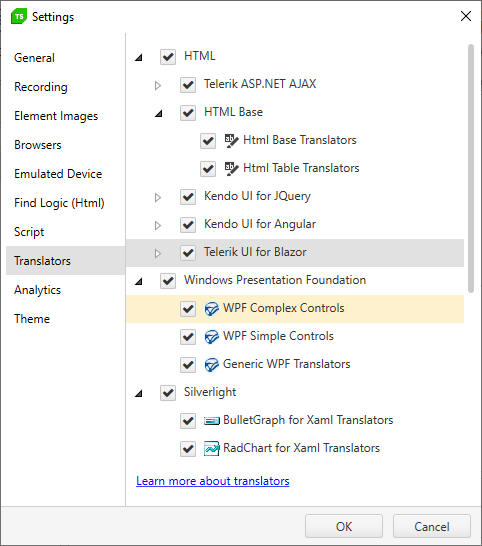 TS Settings
General
Recording
Element Images
Browsers
Emulated Device
Find Logic (Html)
Script
Translators
Analytics
Theme
HTML
Telerik ASP.NET AJAX
HTML Base
Html Base Translators
Html Table Translators
Kendo UI for JQuery
Kendo UI for Angular
Telerik UI for Blazor
Windows Presentation Foundation
WPF Complex Controls
WPF Simple Controls
Generic WPF Translators
Silverlight
BulletGraph for Xaml Translators
RadChart for Xaml Translators
Learn more about translators
OK Cancel